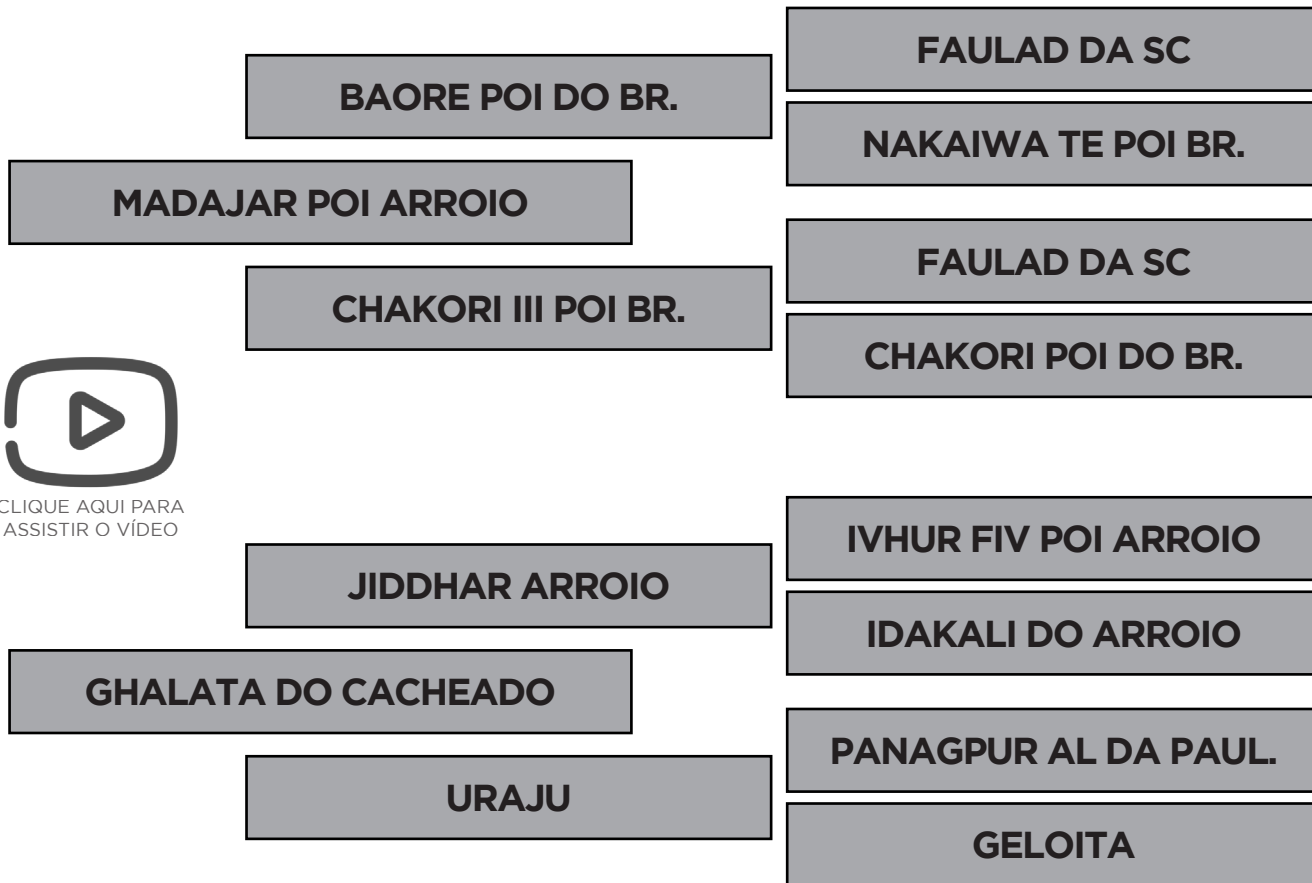 FAULAD DA SC
BAORE POI DO BR.
NAKAIWA TE POI BR.
MADAJAR POI ARROIO
FAULAD DA SC
CHAKORI III POI BR.
CHAKORI POI DO BR.
CLIQUE AQUI PARA
ASSISTIR O VÍDEO
IVHUR FIV POI ARROIO
JIDDHAR ARROIO
IDAKALI DO ARROIO
GHALATA DO CACHEADO
PANAGPUR AL DA PAUL.
URAJU
GELOITA